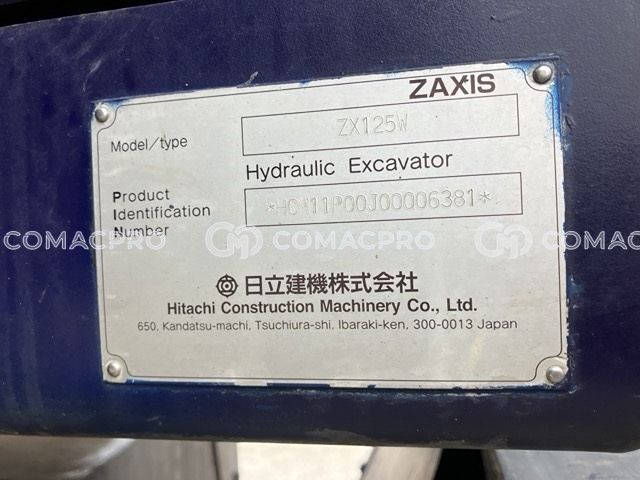 ZAXIS
Model/type ZX125W
Hydraulic Excavator
Product
Identification
Number
*HCM11P00J00006381*
COMACPRO COMACPRO COMACPRO
日立建機株式会社
Hitachi Construction Machinery Co., Ltd.
650, Kandatsu-machi, Tsuchiura-shi, Ibaraki-ken, 300-0013 Japan